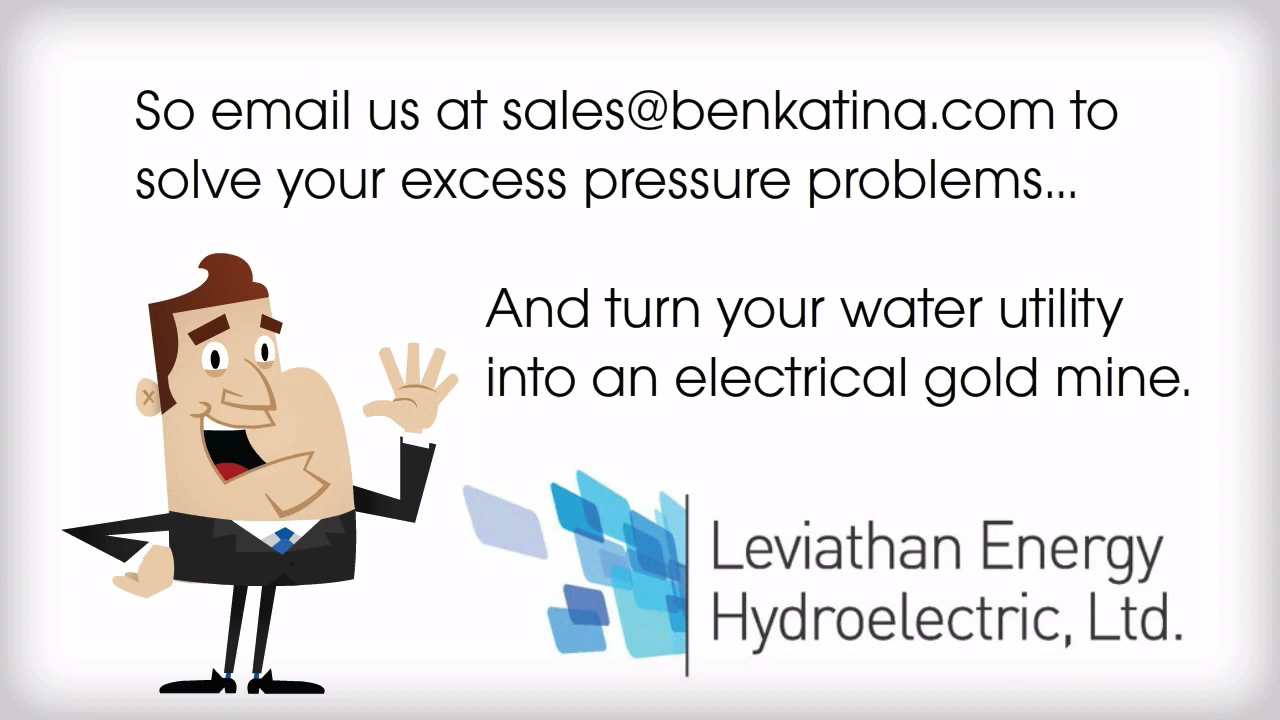 So email us at sales@benkatina.com to
solve your excess pressure problems...
And turn your water utility
into an electrical gold mine.
Leviathan Energy
Hydroelectric, Ltd.